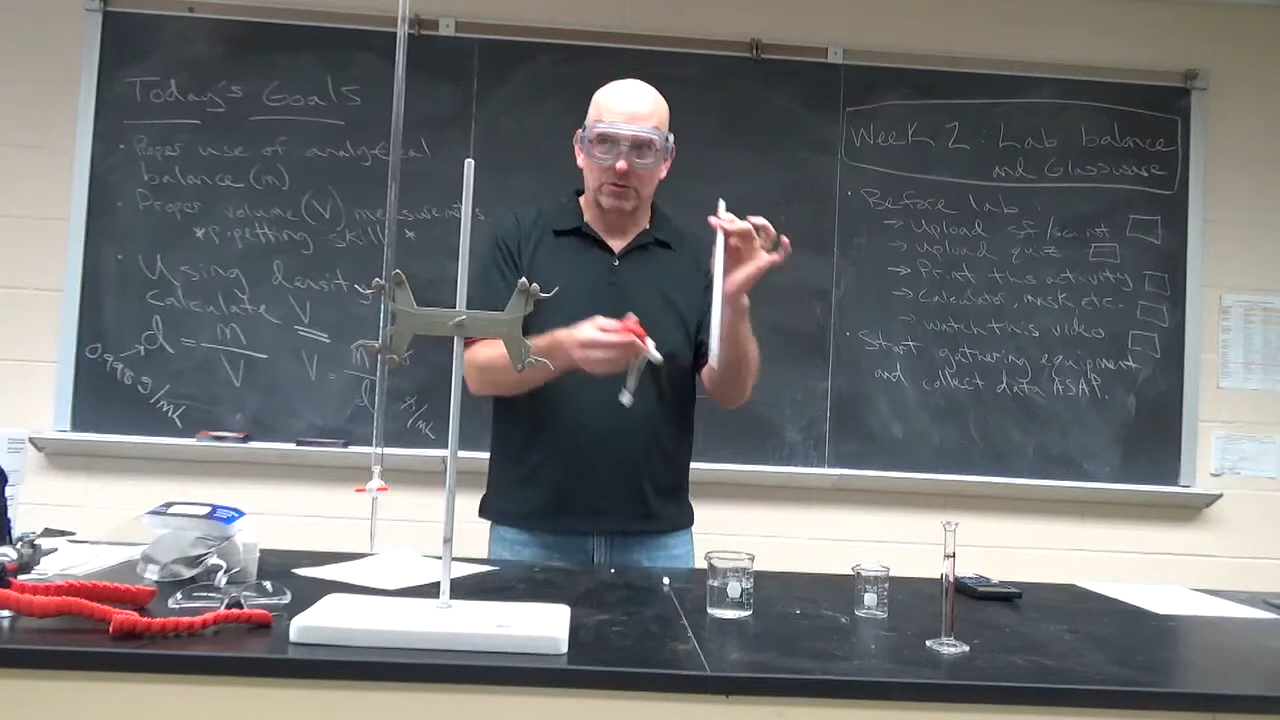 Today's Goals
• Proper use of analytical
balance (m).
• Proper volume (V) measurements
*Pipetting skill*
• Using density
Calculate V
d = m
V
V =
0.998 g/mL
g/mL
Week 2: Lab balance
and Glassware
• Before lab:
→ Upload
→ upload quiz
→ Print this activity
→ Calculator, mask, etc.
→ watch this video
• Start gathering equipment
and collect data ASAP.